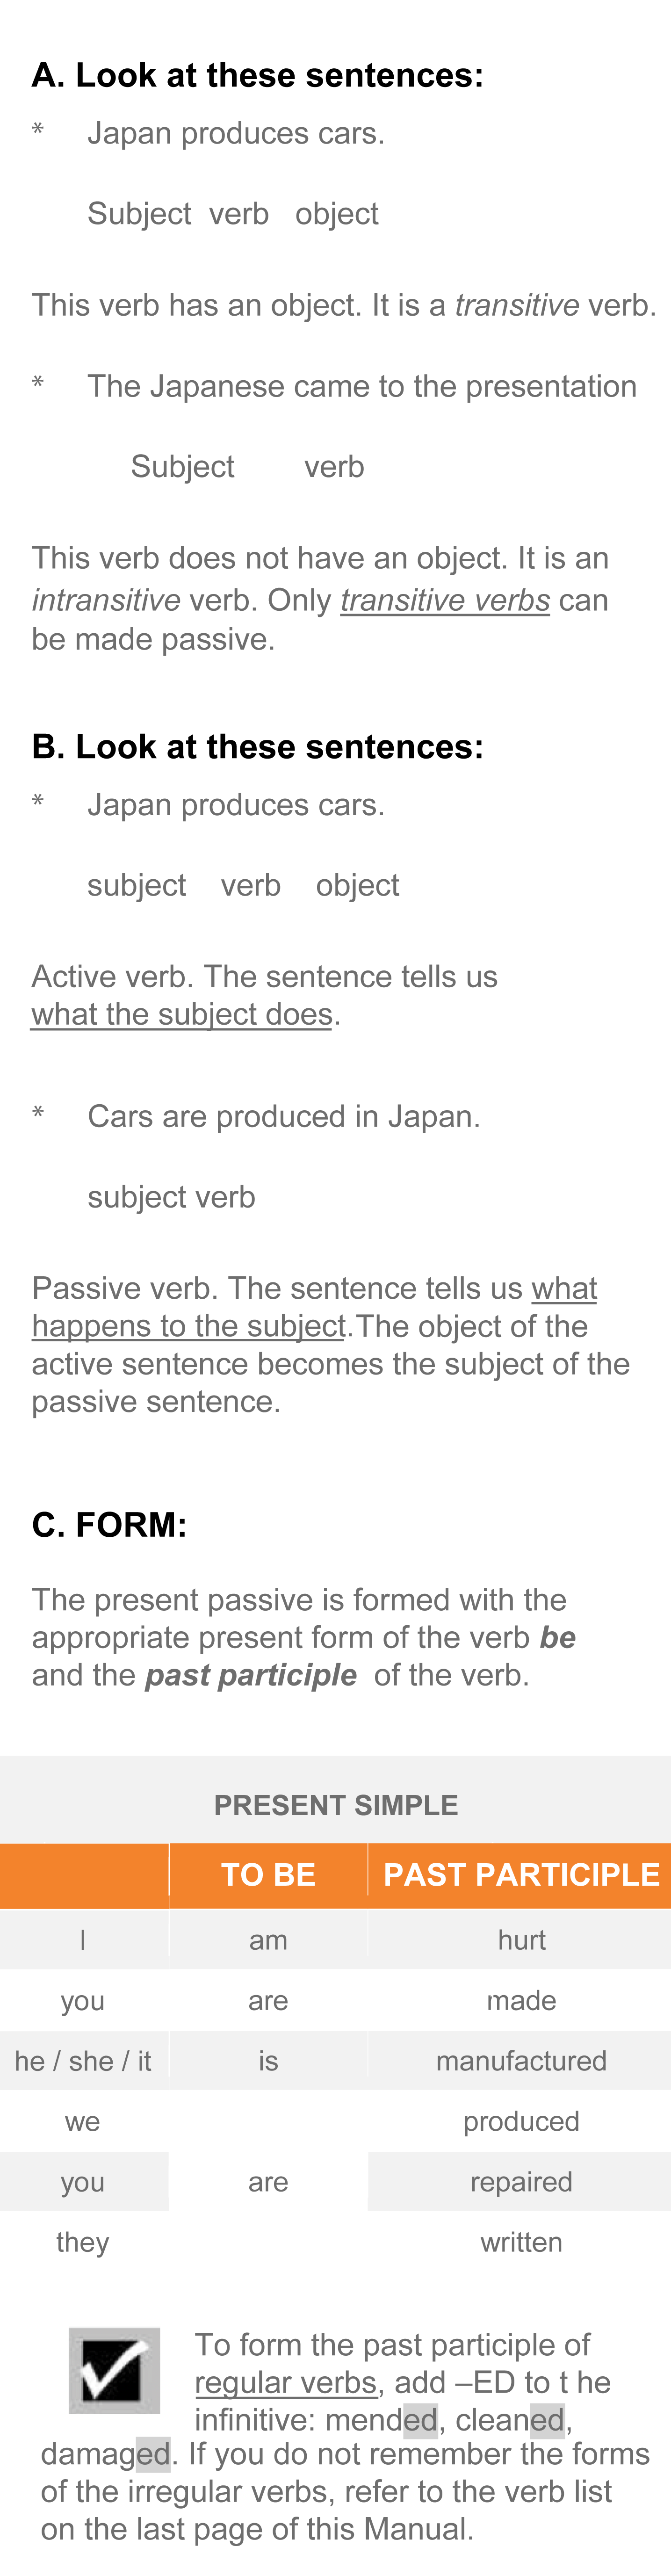 A. Look at these sentences:
* Japan produces cars.
Subject verb object
This verb has an object. It is a transitive verb.
* The Japanese came to the presentation
Subject verb
This verb does not have an object. It is an
intransitive verb. Only transitive verbs can
be made passive.
B. Look at these sentences:
* Japan produces cars.
subject verb object
Active verb. The sentence tells us
what the subject does.
* Cars are produced in Japan.
subject verb
Passive verb. The sentence tells us what
happens to the subject.The object of the
active sentence becomes the subject of the
passive sentence.
C. FORM:
The present passive is formed with the
appropriate present form of the verb be
and the past participle of the verb.
PRESENT SIMPLE
TO BE PAST PARTICIPLE
I am hurt
you are made
he / she / it is manufactured
we produced
you are repaired
they written
To form the past participle of
regular verbs, add –ED to t he
infinitive: mended, cleaned,
damaged. If you do not remember the forms
of the irregular verbs, refer to the verb list
on the last page of this Manual.